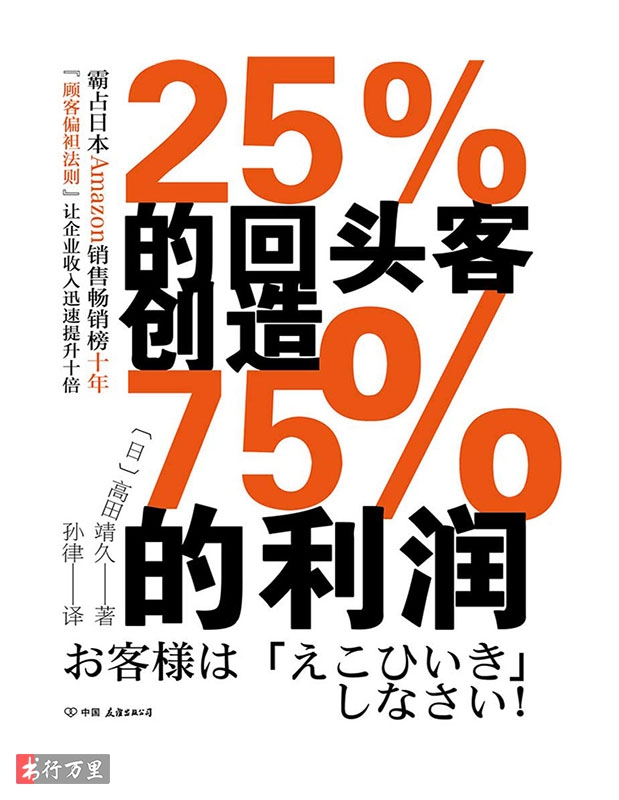 霸占日本Amazon销售畅销榜十年
『顾客偏袒法则』让企业收入迅速提升十倍
25%
的回头客
创造
75%
的利润
〔日〕高田靖久——著
孙律——译
お客様は「えこひいき」
しなさい!
中国友谊出版公司
书行万里